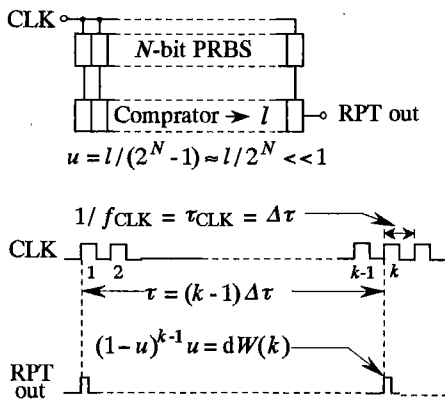 CLK
N-bit PRBS
Comprator → l
RPT out
u = l/(2^N -1) ≈ l/2^N <<1
1/f_CLK = τ_CLK = Δτ
CLK
1 2 k-1 k
τ = (k-1)Δτ
(1-u)^{k-1}u = dW(k)
RPT
out